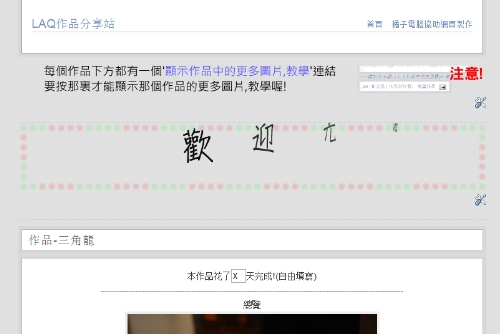 LAQ作品分享站
首頁 橘子電腦協助網頁製作
每個作品下方都有一個'顯示作品中的更多圖片,教學'連結
要按那裏才能顯示那個作品的更多圖片,教學喔!
注意!
歡 迎
作品-三角龍
本作品花了 X 天完成!(自由填寫)
總覽